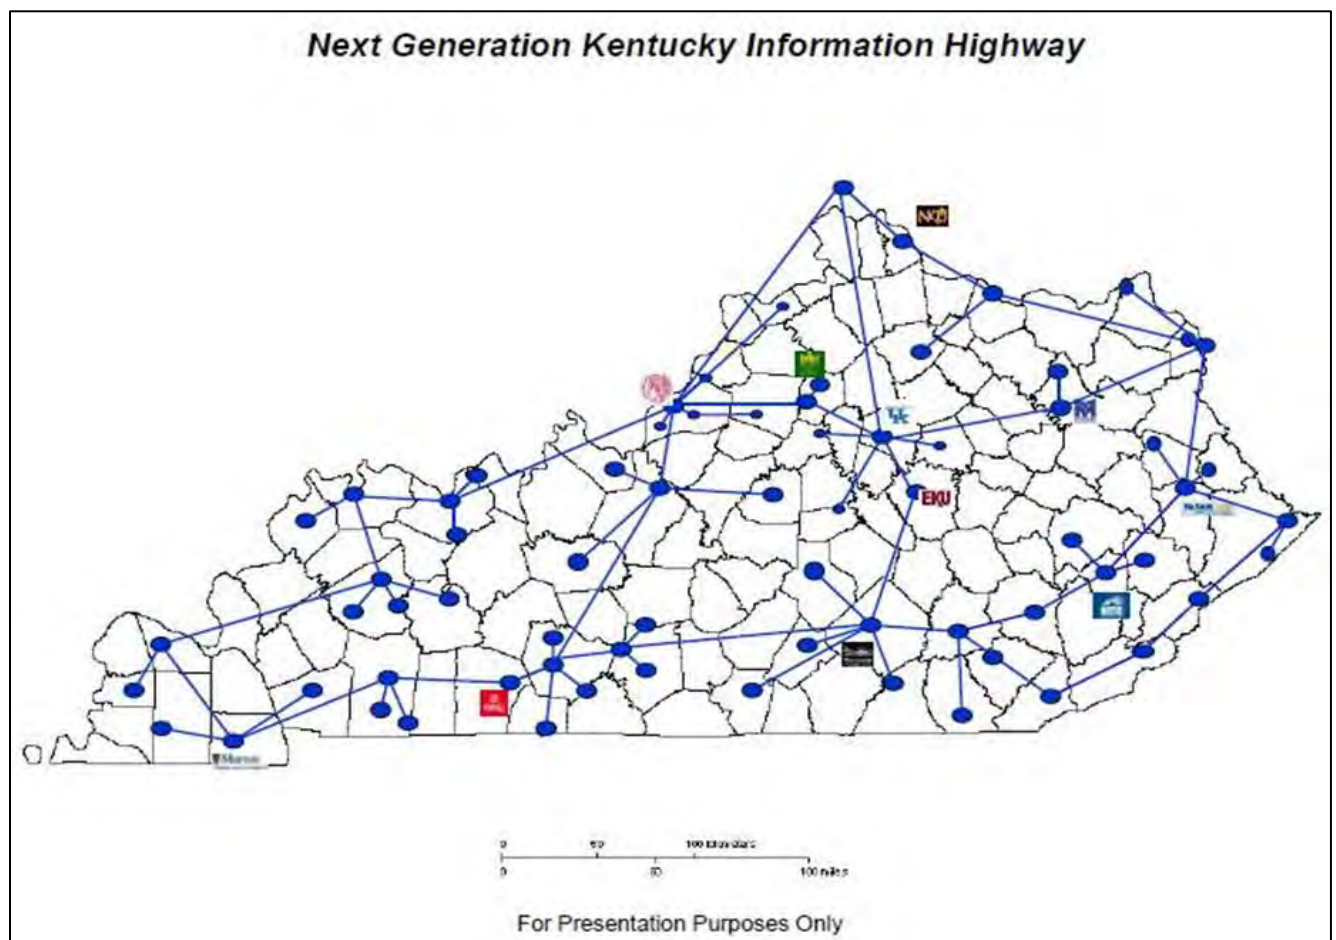 Next Generation Kentucky Information Highway
NKU
UK
EKU
Murray
0 100 kilometers
0 50 100 miles
For Presentation Purposes Only